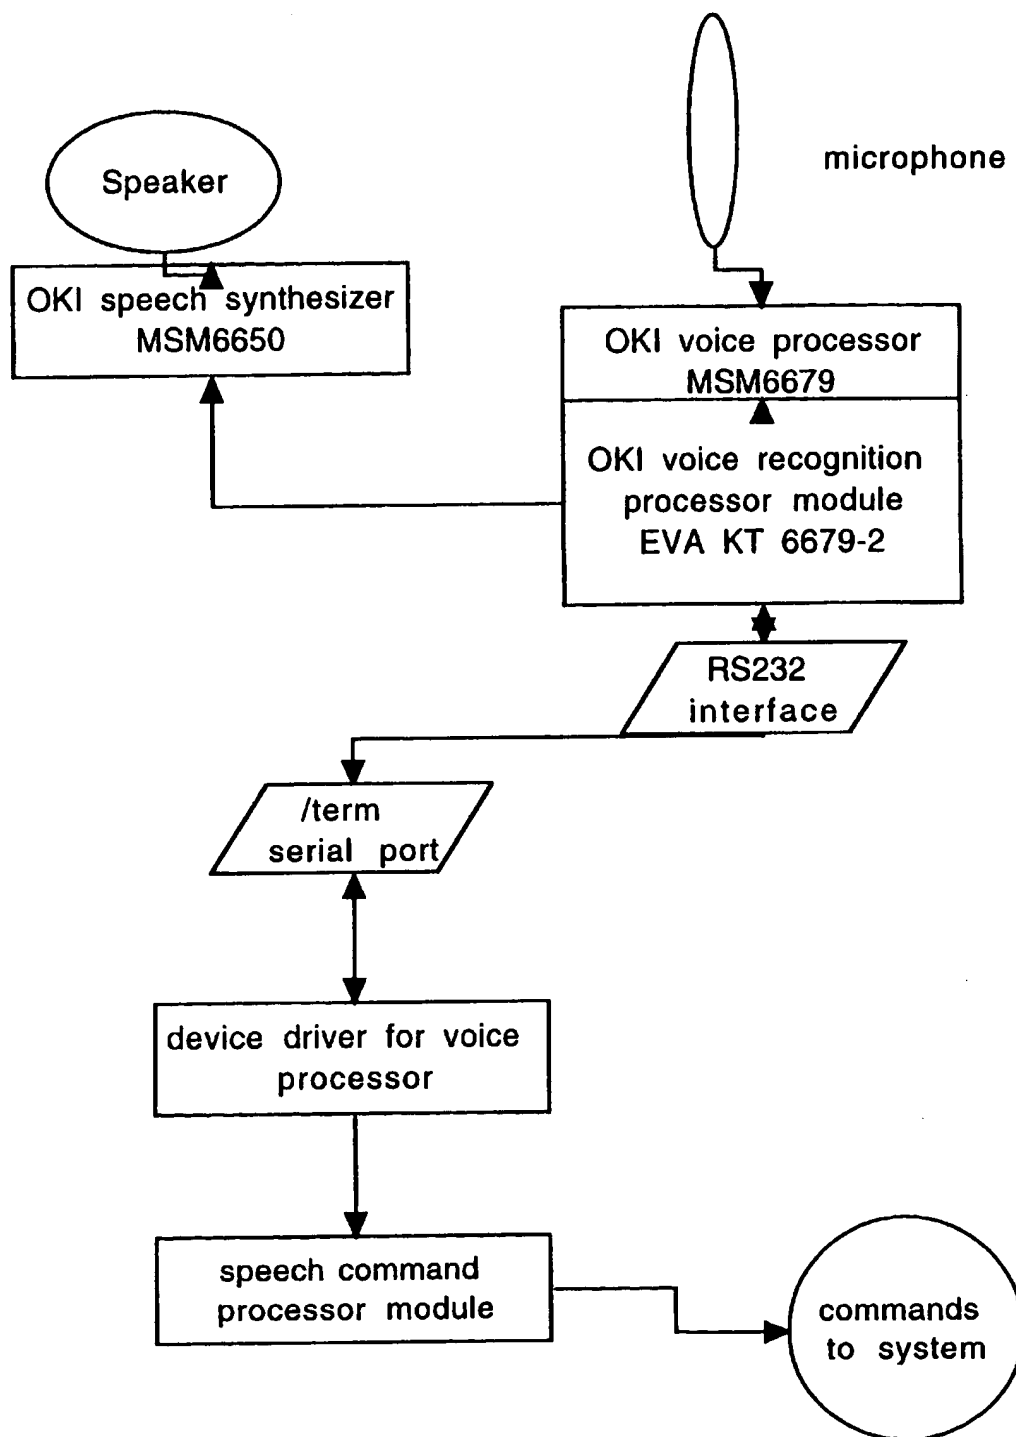 microphone
Speaker
OKI speech synthesizer
MSM6650
OKI voice processor
MSM6679
OKI voice recognition
processor module
EVA KT 6679-2
RS232
interface
/term
serial port
device driver for voice
processor
speech command
processor module
commands
to system